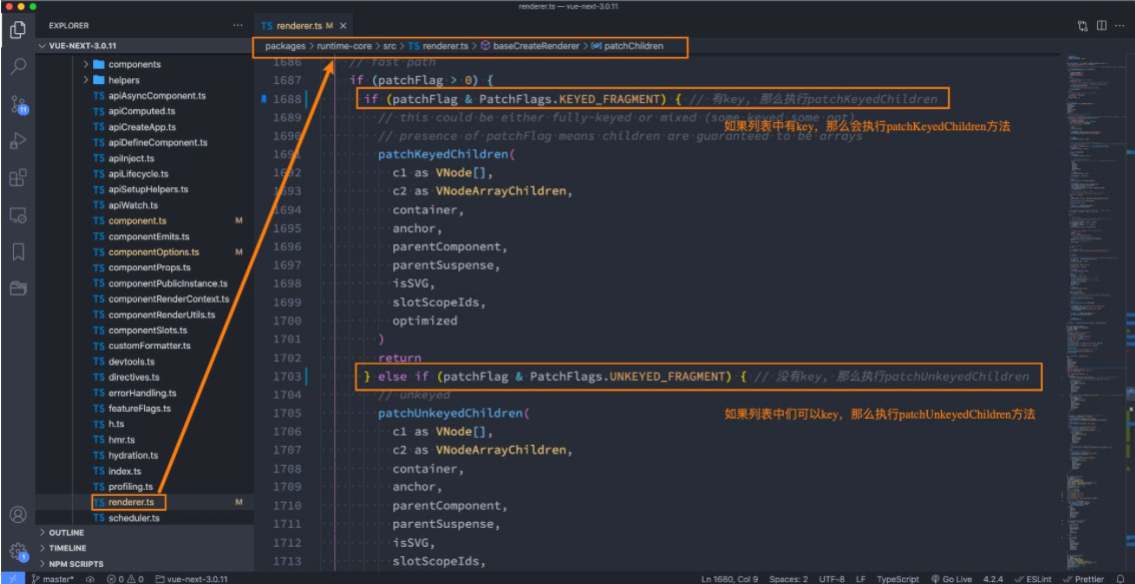 renderer.ts — vue-next-3.0.11
EXPLORER
VUE-NEXT-3.0.11
components
helpers
TS apiAsyncComponent.ts
TS apiComputed.ts
TS apiCreateApp.ts
TS apiDefineComponent.ts
TS apiInject.ts
TS apiLifecycle.ts
TS apiSetupHelpers.ts
TS apiWatch.ts
TS component.ts M
TS componentEmits.ts
TS componentOptions.ts M
TS componentProps.ts
TS componentPublicInstance.ts
TS componentRenderContext.ts
TS componentRenderUtils.ts
TS componentSlots.ts
TS customFormatter.ts
TS devtools.ts
TS directives.ts
TS errorHandling.ts
TS featureFlags.ts
TS h.ts
TS hmr.ts
TS hydration.ts
TS index.ts
TS profiling.ts
TS renderer.ts M
TS scheduler.ts
OUTLINE
TIMELINE
NPM SCRIPTS
11
1
TS renderer.ts M ×
packages > runtime-core > src > TS renderer.ts > baseCreateRenderer > patchChildren
1686 // fast path
1687 if (patchFlag > 0) {
1688 if (patchFlag & PatchFlags.KEYED_FRAGMENT) { // 有key, 那么执行patchKeyedChildren
1689 // this could be either fully-keyed or mixed (some keyed some not)
如果列表中有key，那么会执行patchKeyedChildren方法
1690 // presence of patchFlag means children are guaranteed to be arrays
1691 patchKeyedChildren(
1692 c1 as VNode[],
1693 c2 as VNodeArrayChildren,
1694 container,
1695 anchor,
1696 parentComponent,
1697 parentSuspense,
1698 isSVG,
1699 slotScopeIds,
1700 optimized
1701 )
1702 return
1703 } else if (patchFlag & PatchFlags.UNKEYED_FRAGMENT) { // 没有key, 那么执行patchUnkeyedChildren
1704 // unkeyed
1705 patchUnkeyedChildren(
如果列表中们可以key，那么执行patchUnkeyedChildren方法
1706 c1 as VNode[],
1707 c2 as VNodeArrayChildren,
1708 container,
1709 anchor,
1710 parentComponent,
1711 parentSuspense,
1712 isSVG,
1713 slotScopeIds,
master* 0 0 vue-next-3.0.11 Ln 1680, Col 9 Spaces: 2 UTF-8 LF TypeScript Go Live 4.2.4 ESLint Prettier